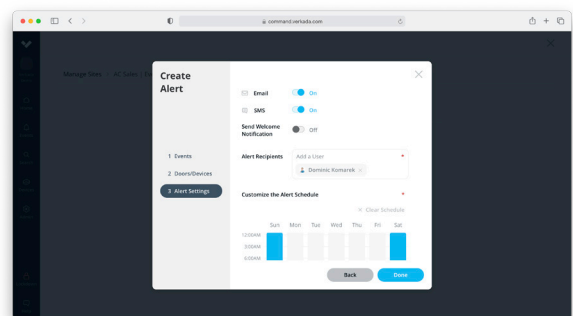 command.verkada.com
Manage Sites
All Sites
Create
Alert
Email
On
SMS
On
Send Welcome
Notification
Off
1 Events
2 Doors/Devices
3 Alert Settings
Alert Recipients
Add a User
*
Dominic Komarek ×
Customize the Alert Schedule
*
Clear Schedule
Sun Mon Tue Wed Thu Fri Sat
12:00AM
3:00AM
6:00AM
Back
Done